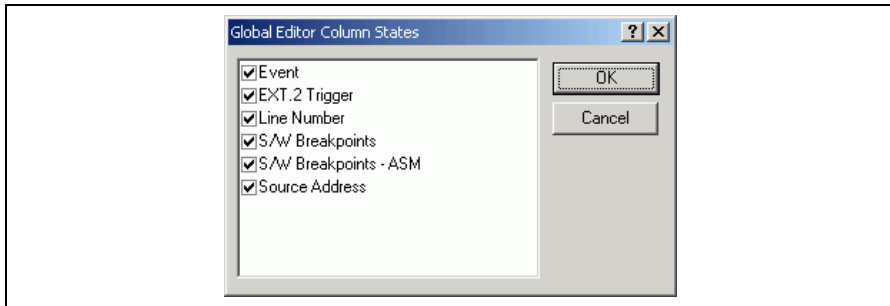 Global Editor Column States
Event
EXT.2 Trigger
Line Number
S/W Breakpoints
S/W Breakpoints - ASM
Source Address
OK
Cancel